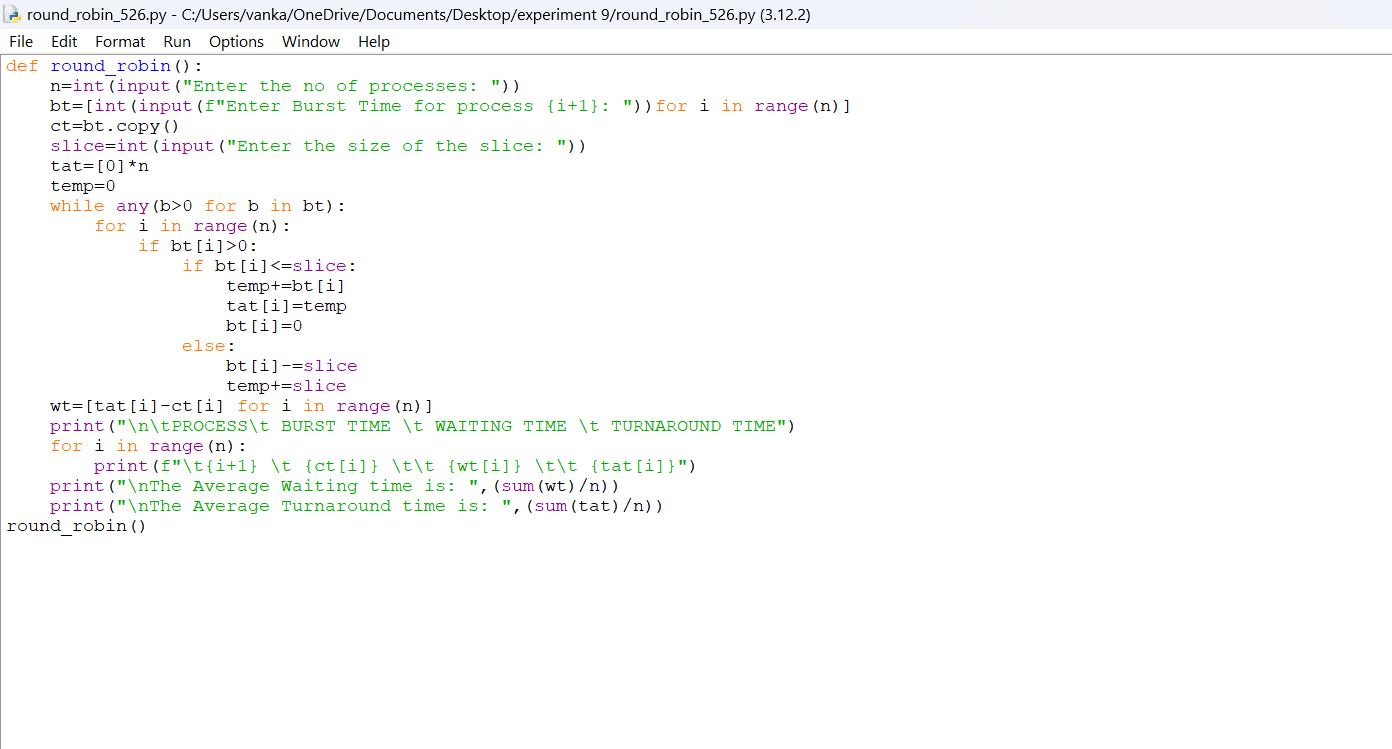 round_robin_526.py - C:/Users/vanka/OneDrive/Documents/Desktop/experiment 9/round_robin_526.py (3.12.2)
File Edit Format Run Options Window Help
def round_robin():
    n=int(input("Enter the no of processes: "))
    bt=[int(input(f"Enter Burst Time for process {i+1}: "))for i in range(n)]
    ct=bt.copy()
    slice=int(input("Enter the size of the slice: "))
    tat=[0]*n
    temp=0
    while any(b>0 for b in bt):
        for i in range(n):
            if bt[i]>0:
                if bt[i]<=slice:
                    temp+=bt[i]
                    tat[i]=temp
                    bt[i]=0
                else:
                    bt[i]-=slice
                    temp+=slice
    wt=[tat[i]-ct[i] for i in range(n)]
    print("\n\tPROCESS\t BURST TIME \t WAITING TIME \t TURNAROUND TIME")
    for i in range(n):
        print(f"\t{i+1} \t {ct[i]} \t\t {wt[i]} \t\t {tat[i]}")
    print("\nThe Average Waiting time is: ",(sum(wt)/n))
    print("\nThe Average Turnaround time is: ",(sum(tat)/n))
round_robin()